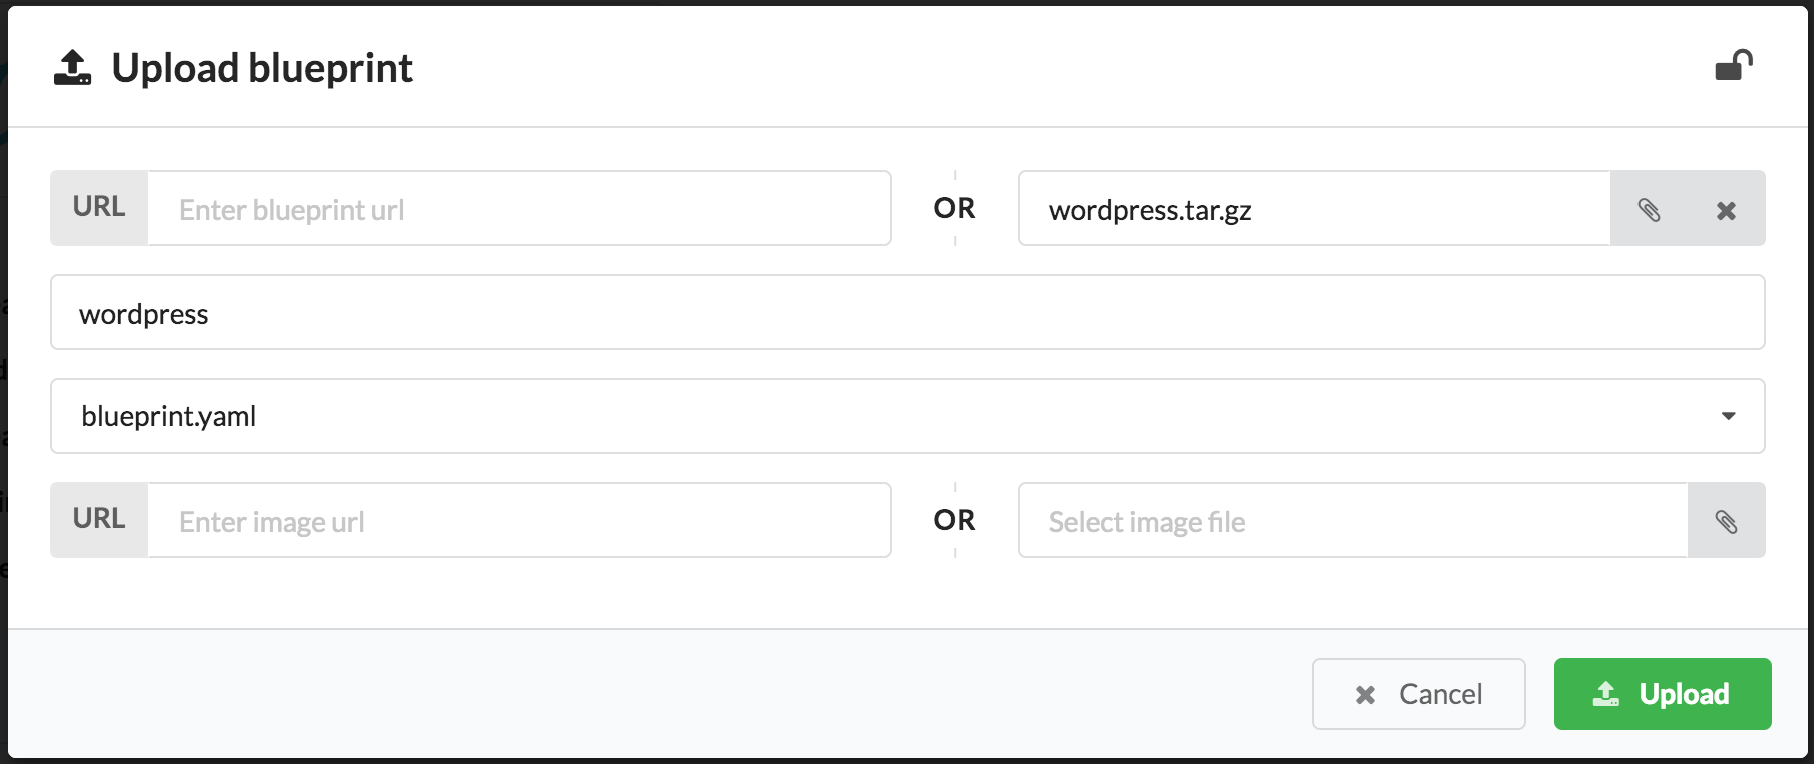 Upload blueprint
URL Enter blueprint url OR wordpress.tar.gz
wordpress
blueprint.yaml
URL Enter image url OR Select image file
Cancel Upload